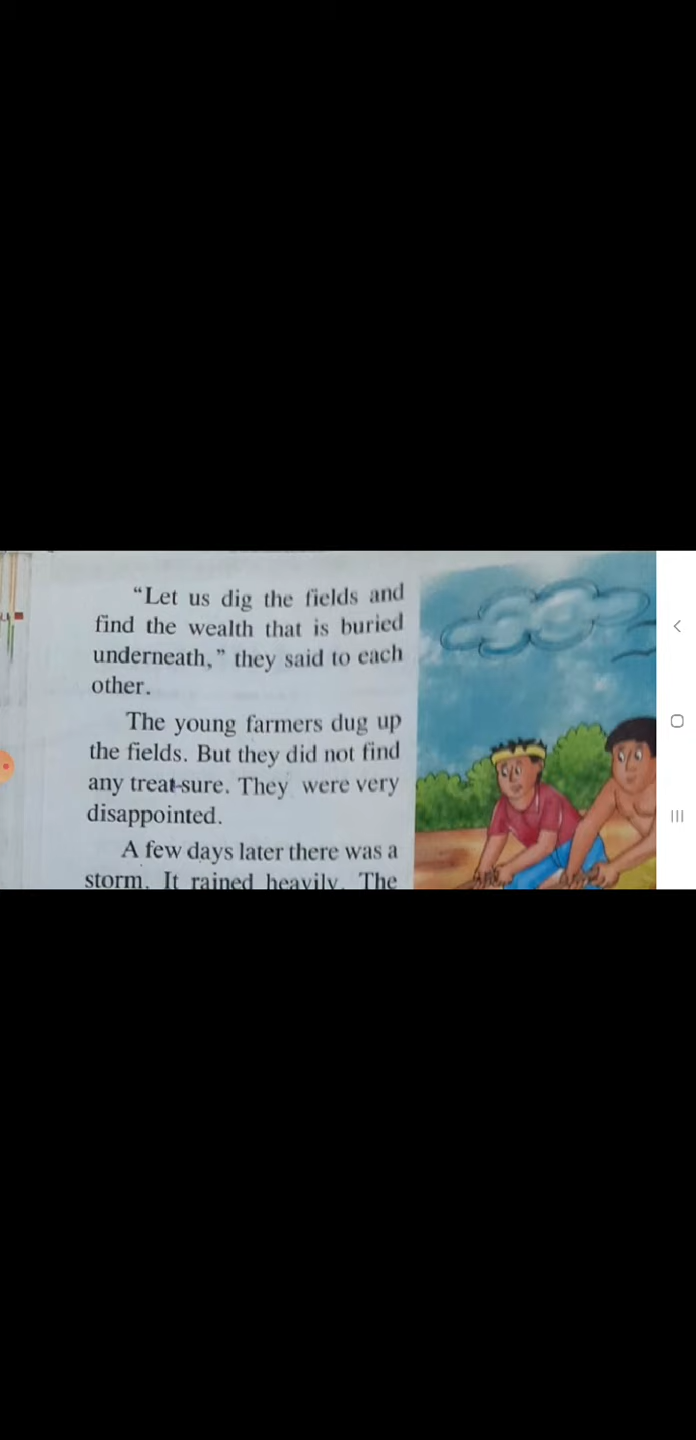 “Let us dig the fields and
find the wealth that is buried
underneath,” they said to each
other.
The young farmers dug up
the fields. But they did not find
any treat-sure. They were very
disappointed.
A few days later there was a
storm. It rained heavily. The